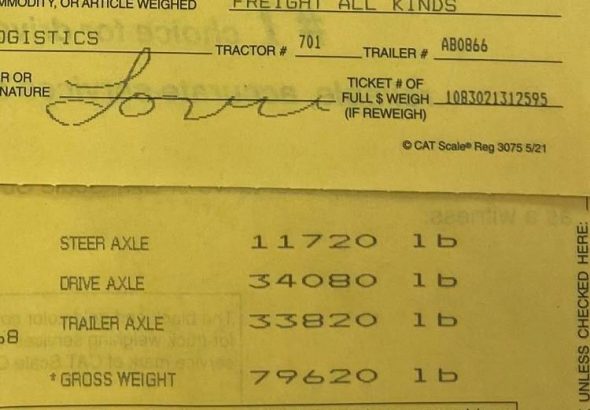 MMODITY, OR ARTICLE WEIGHED FREIGHT ALL KINDS
OGISTICS TRACTOR # 701 TRAILER # AB0866
R OR
NATURE
TICKET # OF
FULL $ WEIGH 1083021312595
(IF REWEIGH)
© CAT Scale® Reg 3075 5/21
STEER AXLE 11720 lb
DRIVE AXLE 34080 lb
TRAILER AXLE 33820 lb
* GROSS WEIGHT 79620 lb
UNLESS CHECKED HERE: